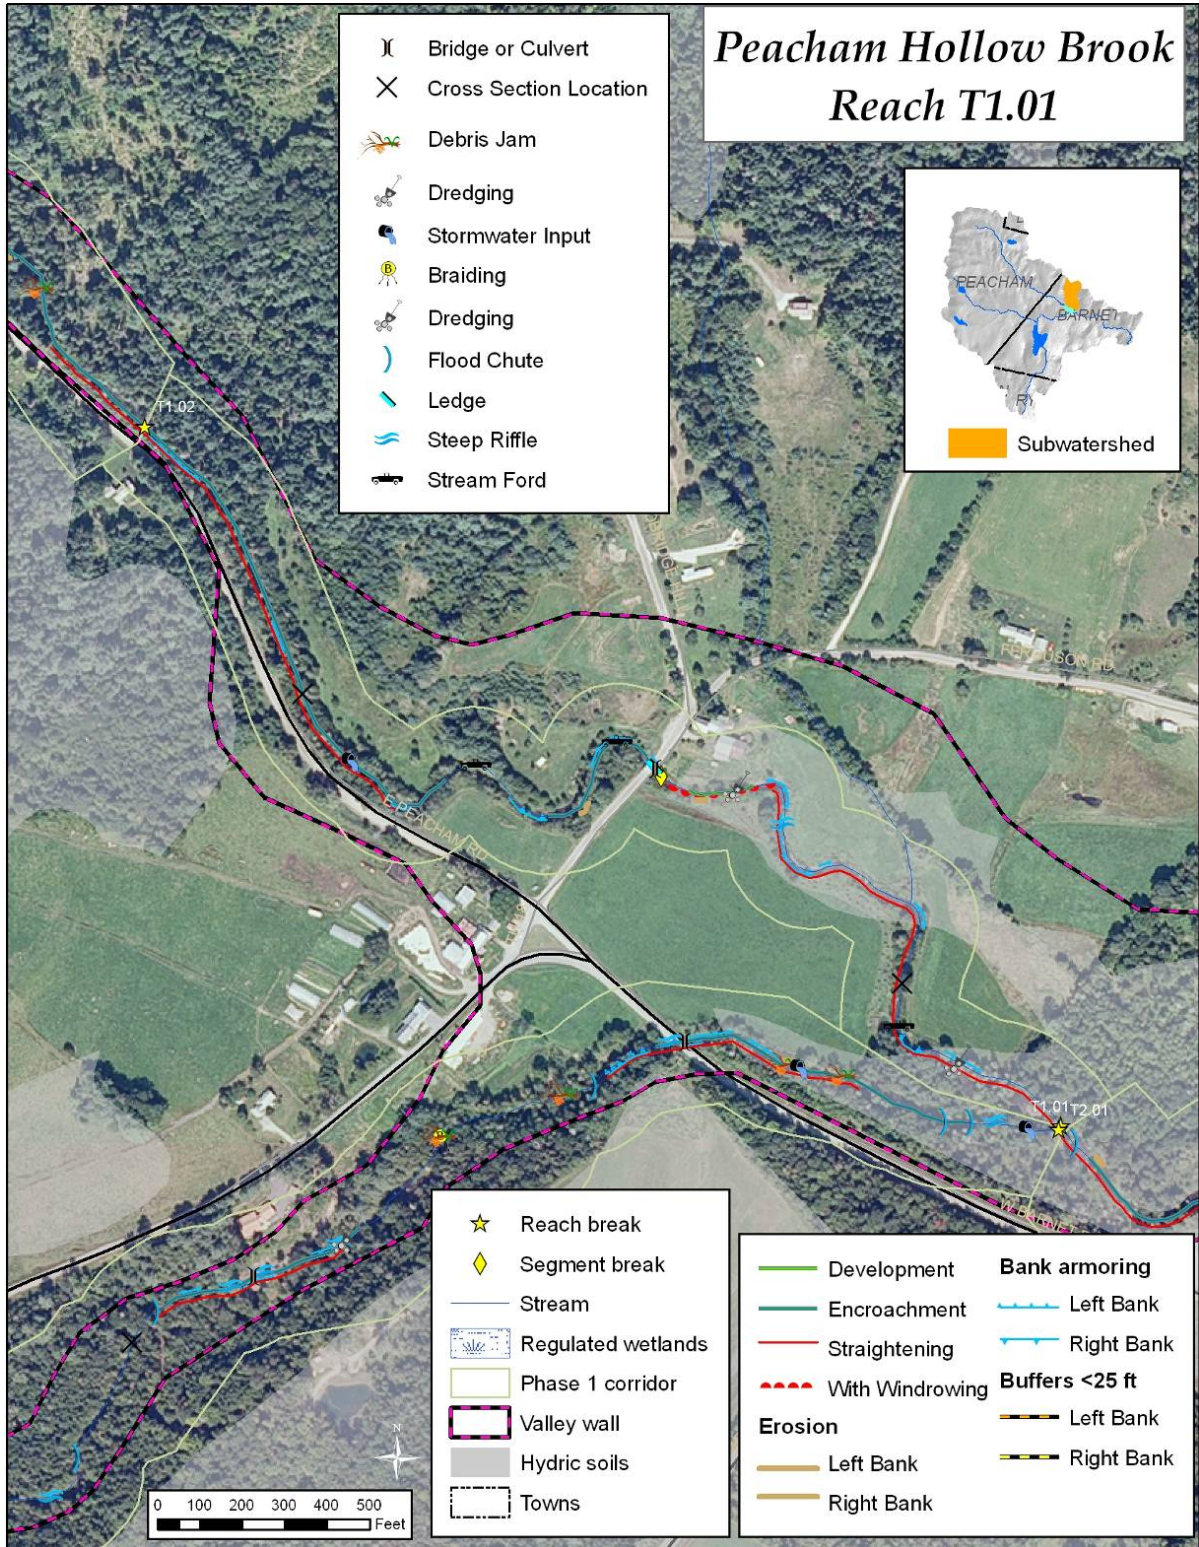 Peacham Hollow Brook
Reach T1.01
Bridge or Culvert
Cross Section Location
Debris Jam
Dredging
Stormwater Input
B
Braiding
Dredging
Flood Chute
Ledge
Steep Riffle
Stream Ford
PEACHAM
BARNET
RY
Subwatershed
T1.02
FERGUSON RD
E PEACHAM RD
T1.01
T2.01
W BARNET
Reach break
Segment break
Stream
Regulated wetlands
Phase 1 corridor
Valley wall
Hydric soils
Towns
Development
Encroachment
Straightening
With Windrowing
Erosion
Left Bank
Right Bank
Bank armoring
Left Bank
Right Bank
Buffers <25 ft
Left Bank
Right Bank
N
0 100 200 300 400 500
Feet